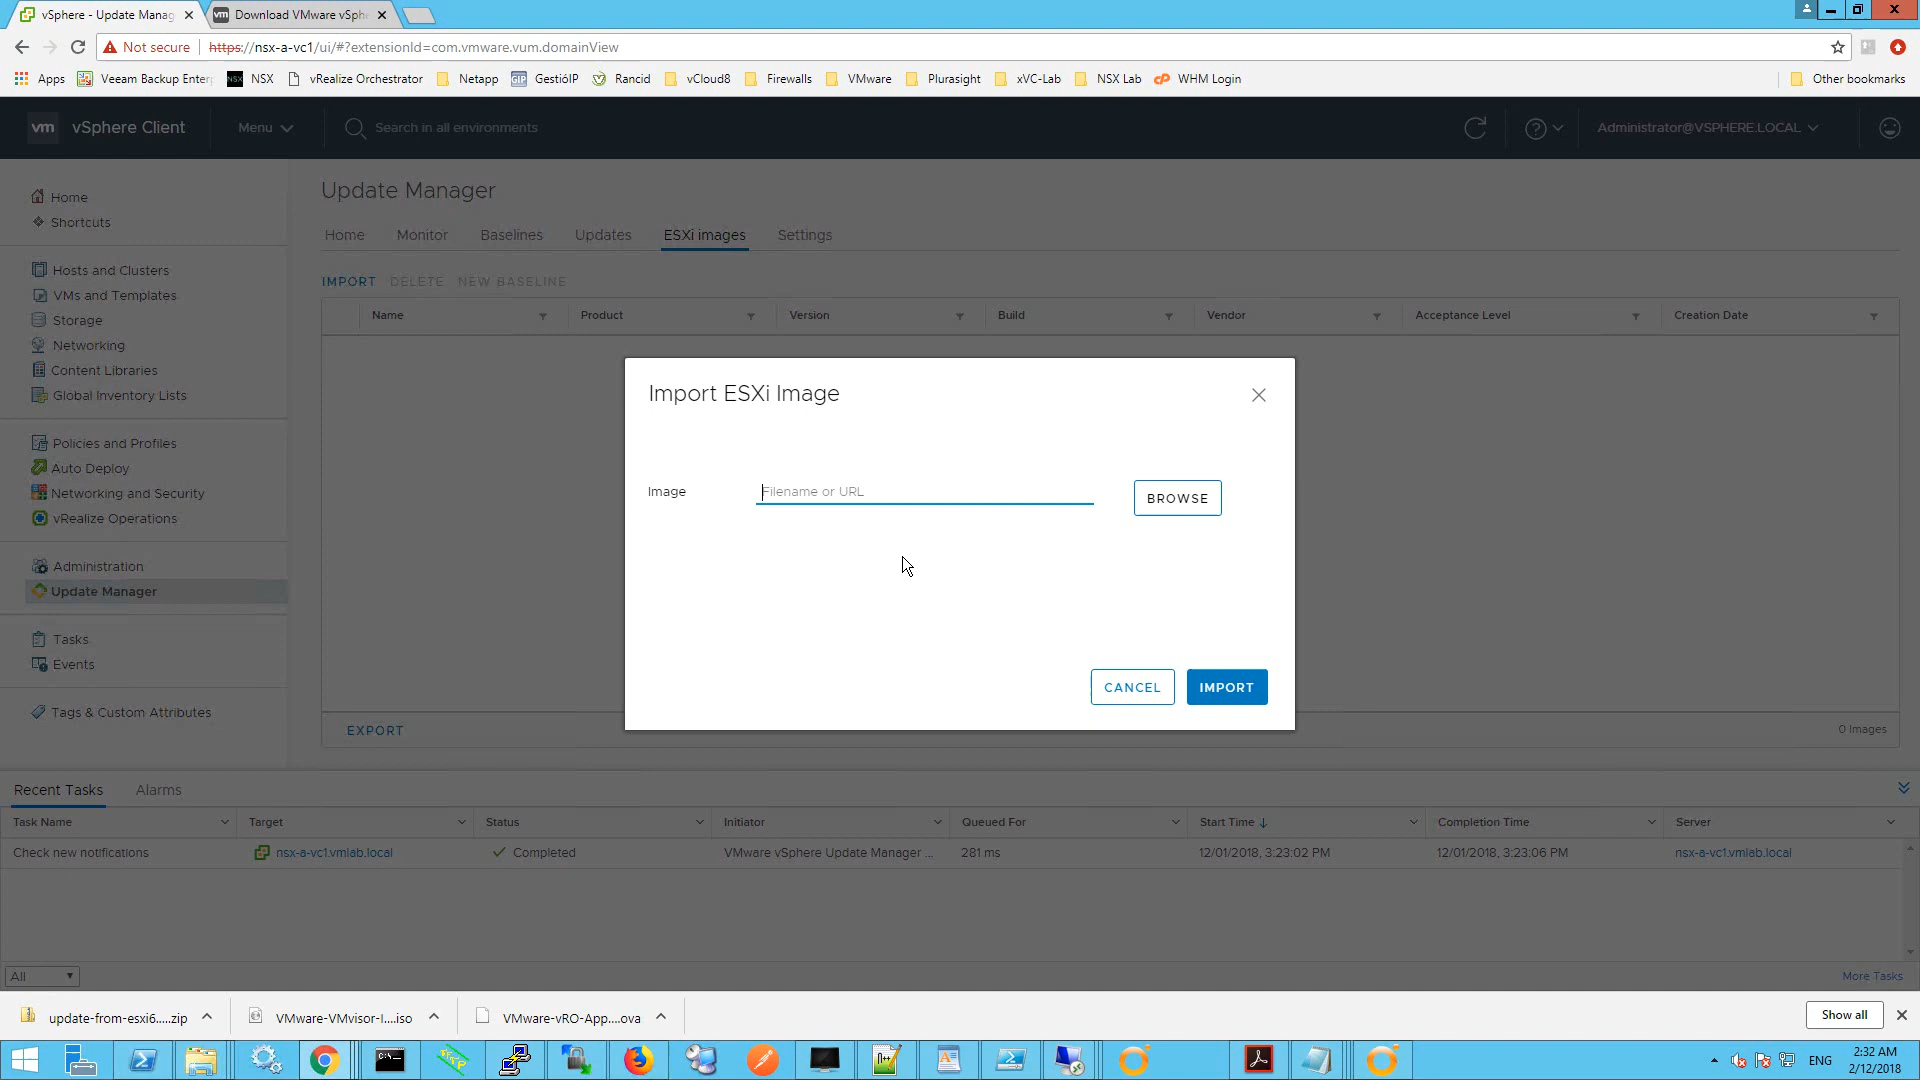 vSphere - Update Manag
Download VMware vSph
Not secure
https://nsx-a-vc1/ui/#?extensionId=com.vmware.vum.domainView
Apps
Veeam Backup Enter
NSX
NSX
vRealize Orchestrator
Netapp
GIP
GestióIP
Rancid
vCloud8
Firewalls
VMware
Plurasight
xVC-Lab
NSX Lab
cP
WHM Login
Other bookmarks
vm
vSphere Client
Menu
Search in all environments
Administrator@VSPHERE.LOCAL
Home
Shortcuts
Hosts and Clusters
VMs and Templates
Storage
Networking
Content Libraries
Global Inventory Lists
Policies and Profiles
Auto Deploy
Networking and Security
vRealize Operations
Administration
Update Manager
Tasks
Events
Tags & Custom Attributes
Update Manager
Home
Monitor
Baselines
Updates
ESXi images
Settings
IMPORT
DELETE
NEW BASELINE
Name
Product
Version
Build
Vendor
Acceptance Level
Creation Date
Import ESXi Image
Image
Filename or URL
BROWSE
CANCEL
IMPORT
EXPORT
0 Images
Recent Tasks
Alarms
Task Name
Target
Status
Initiator
Queued For
Start Time
Completion Time
Server
Check new notifications
nsx-a-vc1.vmlab.local
Completed
VMware vSphere Update Manager ...
281 ms
12/01/2018, 3:23:02 PM
12/01/2018, 3:23:06 PM
nsx-a-vc1.vmlab.local
All
More Tasks
update-from-esxi6.....zip
VMware-VMvisor-I....iso
VMware-vRO-App....ova
Show all
ENG
2:32 AM
2/12/2018